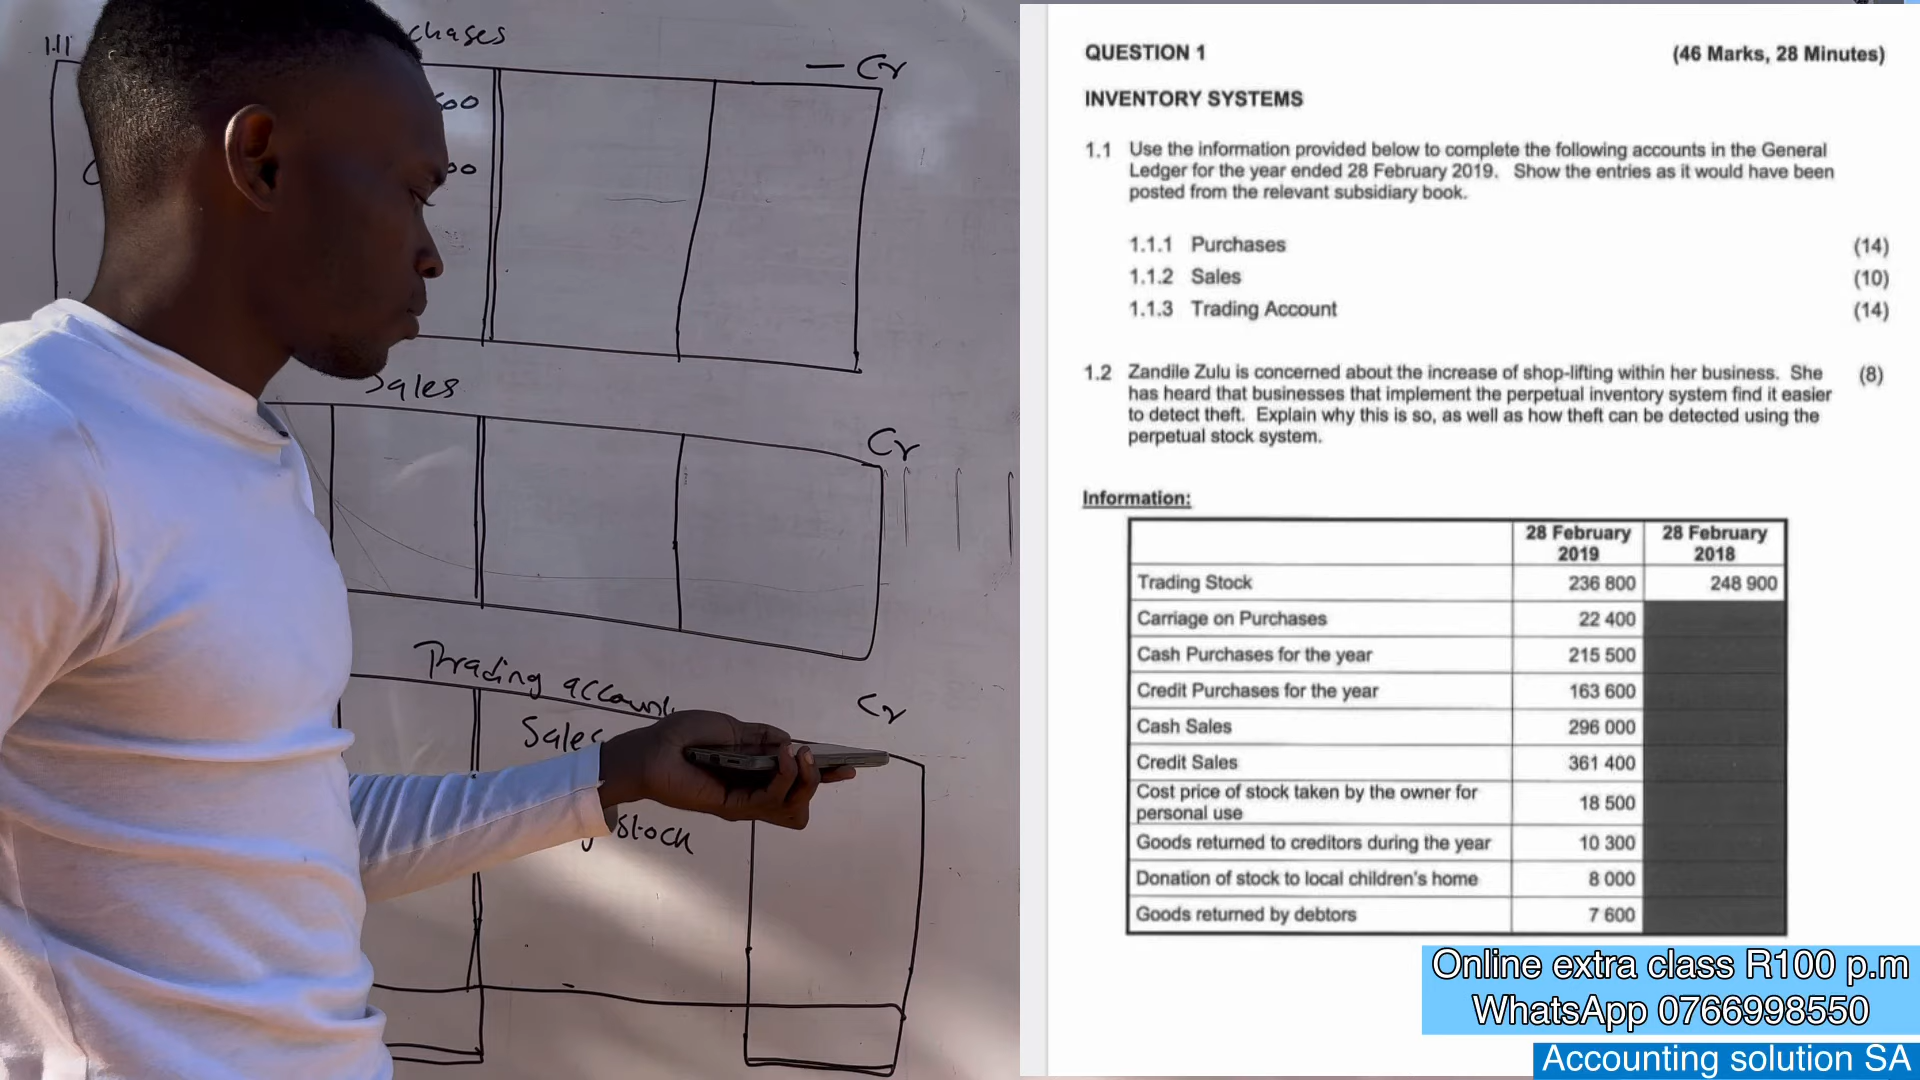 1.1.1
chases
Cr
600
00
Sales
Cr
Trading account
Sales
stock
Cr
QUESTION 1 (46 Marks, 28 Minutes)
INVENTORY SYSTEMS
1.1 Use the information provided below to complete the following accounts in the General
Ledger for the year ended 28 February 2019. Show the entries as it would have been
posted from the relevant subsidiary book.
1.1.1 Purchases (14)
1.1.2 Sales (10)
1.1.3 Trading Account (14)
1.2 Zandile Zulu is concerned about the increase of shop-lifting within her business. She (8)
has heard that businesses that implement the perpetual inventory system find it easier
to detect theft. Explain why this is so, as well as how theft can be detected using the
perpetual stock system.
Information:
28 February 2019 28 February 2018
Trading Stock 236 800 248 900
Carriage on Purchases 22 400
Cash Purchases for the year 215 500
Credit Purchases for the year 163 600
Cash Sales 296 000
Credit Sales 361 400
Cost price of stock taken by the owner for
personal use 18 500
Goods returned to creditors during the year 10 300
Donation of stock to local children's home 8 000
Goods returned by debtors 7 600
Online extra class R100 p.m
WhatsApp 0766998550
Accounting solution SA